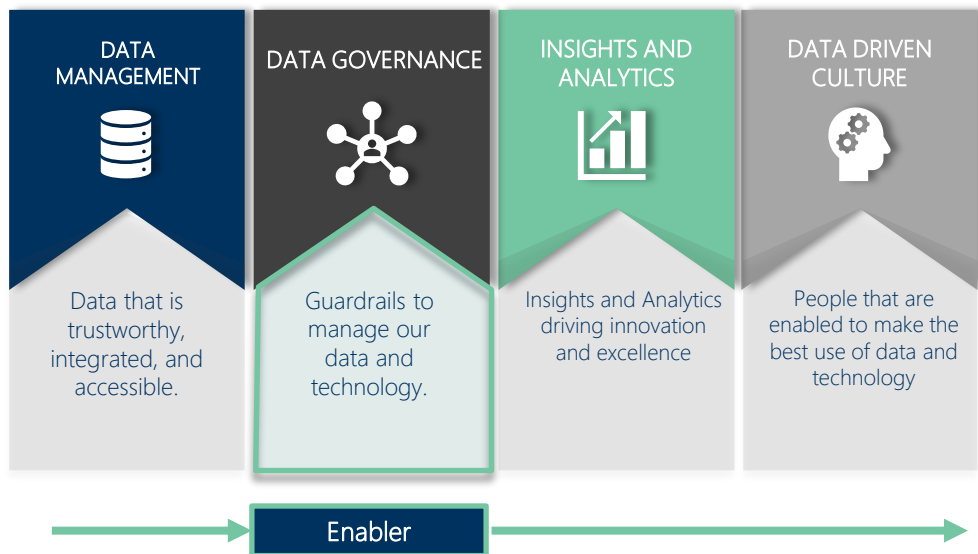 DATA
MANAGEMENT
Data that is
trustworthy,
integrated, and
accessible.
DATA GOVERNANCE
Guardrails to
manage our
data and
technology.
INSIGHTS AND
ANALYTICS
Insights and Analytics
driving innovation
and excellence
DATA DRIVEN
CULTURE
People that are
enabled to make the
best use of data and
technology
Enabler